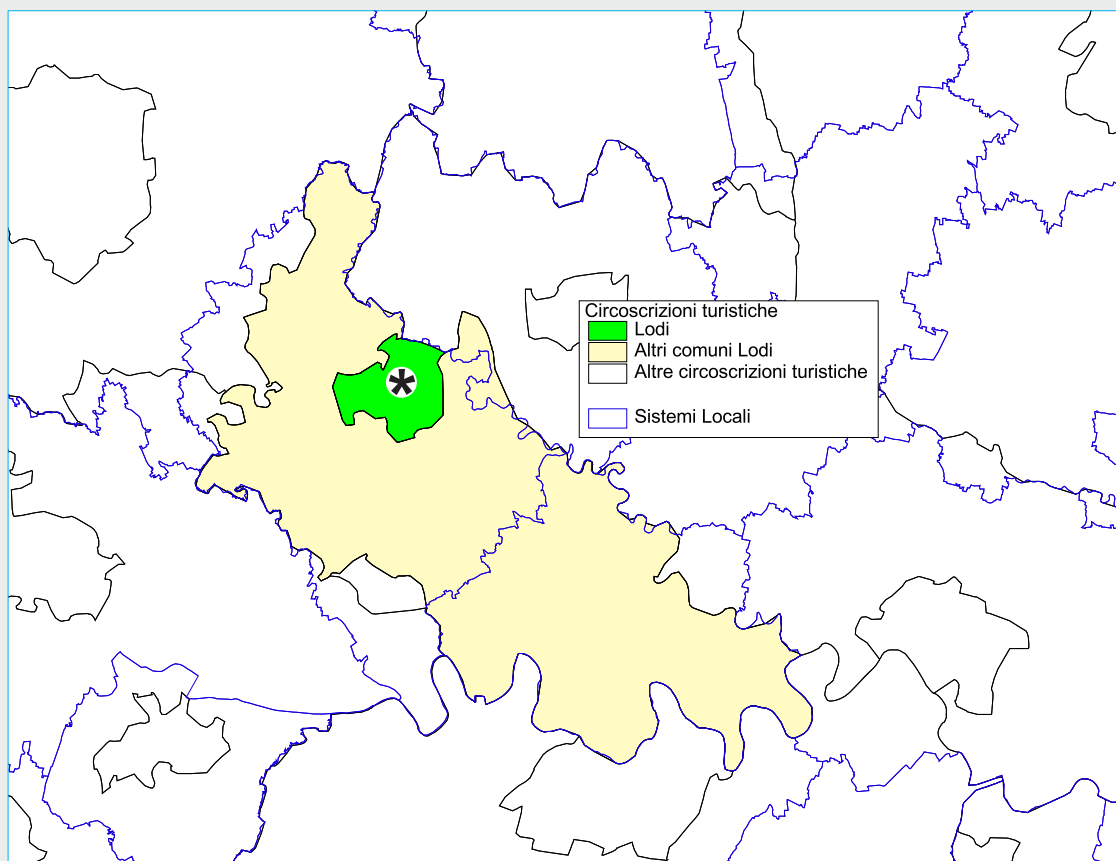 Circoscrizioni turistiche
Lodi
Altri comuni Lodi
Altre circoscrizioni turistiche
Sistemi Locali